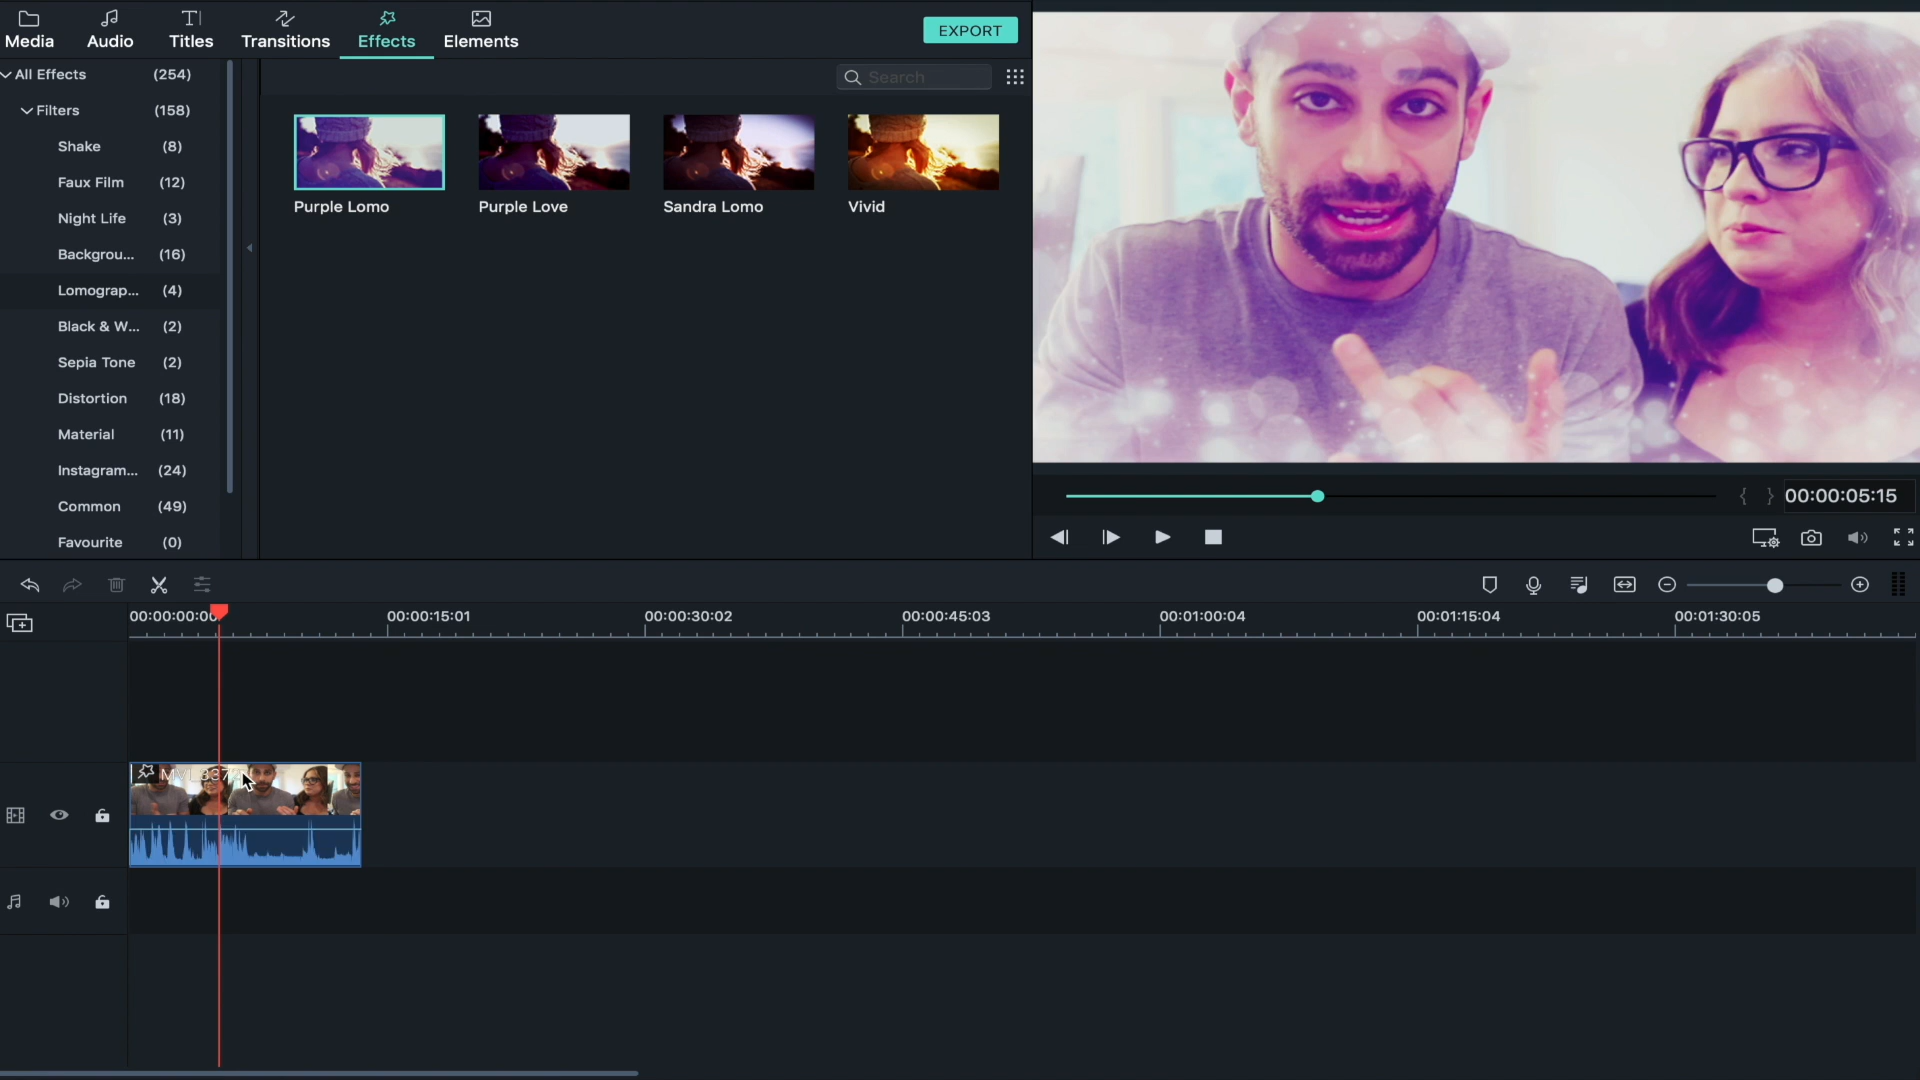 Media
Audio
Titles
Transitions
Effects
Elements
EXPORT
All Effects (254)
Filters (158)
Shake (8)
Faux Film (12)
Night Life (3)
Backgrou... (16)
Lomograp... (4)
Black & W... (2)
Sepia Tone (2)
Distortion (18)
Material (11)
Instagram... (24)
Common (49)
Favourite (0)
Search
Purple Lomo
Purple Love
Sandra Lomo
Vivid
{ } 00:00:05:15
00:00:00:00
00:00:15:01
00:00:30:02
00:00:45:03
00:01:00:04
00:01:15:04
00:01:30:05